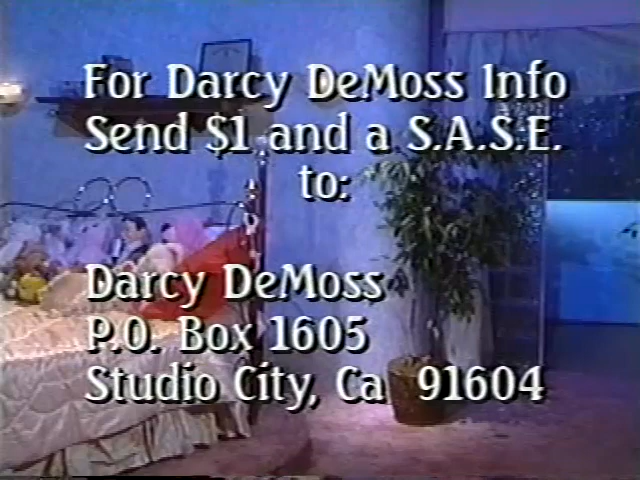 For Darcy DeMoss Info
Send $1 and a S.A.S.E.
to:
Darcy DeMoss
P.O. Box 1605
Studio City, Ca 91604